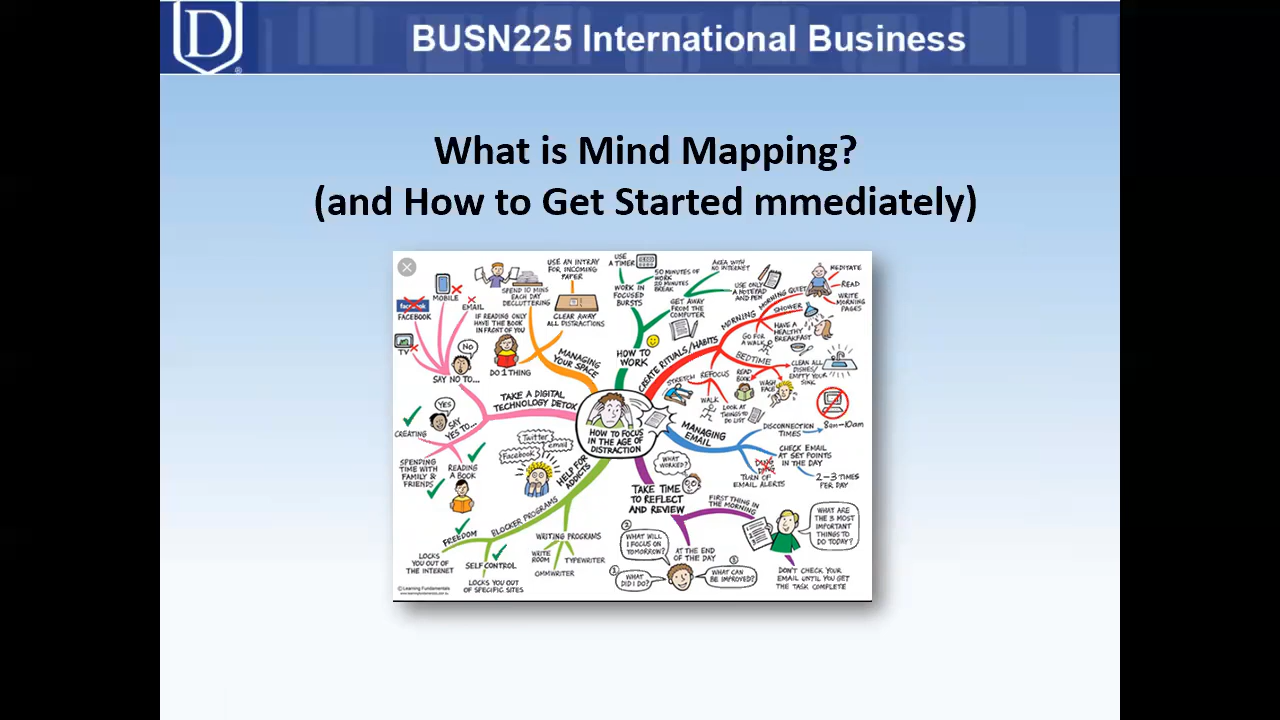 D
BUSN225 International Business
What is Mind Mapping?
(and How to Get Started mmediately)
HOW TO FOCUS
IN THE AGE OF
DISTRACTION
HOW TO
WORK
WORK IN
FOCUSED
BURSTS
USE
A TIMER
50 MINUTES OF
WORK
20 MINUTES
BREAK
GET AWAY
FROM THE
COMPUTER
AREA WITH
NO INTERNET
USE ONLY
A NOTEPAD
AND PEN
CREATE RITUALS/HABITS
MORNING
MORNING QUIET
MEDITATE
READ
WRITE
MORNING
PAGES
SHOWER
HAVE A
HEALTHY
BREAKFAST
GO FOR
A WALK
BEDTIME
CLEAN ALL
DISHES/
EMPTY YOUR
SINK
WASH
FACE
READ
BOOK
REFOCUS
STRETCH
WALK
LOOK AT
THINGS TO
DO LIST
MANAGING
EMAIL
DISCONNECTION
TIMES
8am-10am
CHECK EMAIL
AT SET POINTS
IN THE DAY
2-3 TIMES
PER DAY
TURN OF
EMAIL ALERTS
TAKE TIME
TO REFLECT
AND REVIEW
WHAT
WORKED?
FIRST THING IN
THE MORNING
WHAT ARE
THE 3 MOST
IMPORTANT
THINGS TO
DO TODAY?
DON'T CHECK YOUR
EMAIL UNTIL YOU GET
THE TASK COMPLETE
AT THE END
OF THE DAY
1
WHAT
DID I DO?
2
WHAT WILL
I FOCUS ON
TOMORROW?
3
WHAT CAN
BE IMPROVED?
HELP FOR
ADDICTS
Twitter
email
Facebook
BLOCKER PROGRAMS
FREEDOM
LOCKS
YOU OUT OF
THE INTERNET
SELF CONTROL
LOCKS YOU OUT
OF SPECIFIC SITES
WRITING PROGRAMS
WRITE
ROOM
OMMWRITER
TYPEWRITER
TAKE A DIGITAL
TECHNOLOGY DETOX
SAY NO TO...
NO
TV
FACEBOOK
MOBILE
EMAIL
SAY
YES TO...
YES
CREATING
SPENDING
TIME WITH
FAMILY &
FRIENDS
READING
A BOOK
MANAGING
YOUR SPACE
DO 1 THING
IF READING ONLY
HAVE THE BOOK
IN FRONT OF YOU
SPEND 10 MINS
EACH DAY
DECLUTTERING
CLEAR AWAY
ALL DISTRACTIONS
USE AN INTRAY
FOR INCOMING
PAPER
© Learning Fundamentals